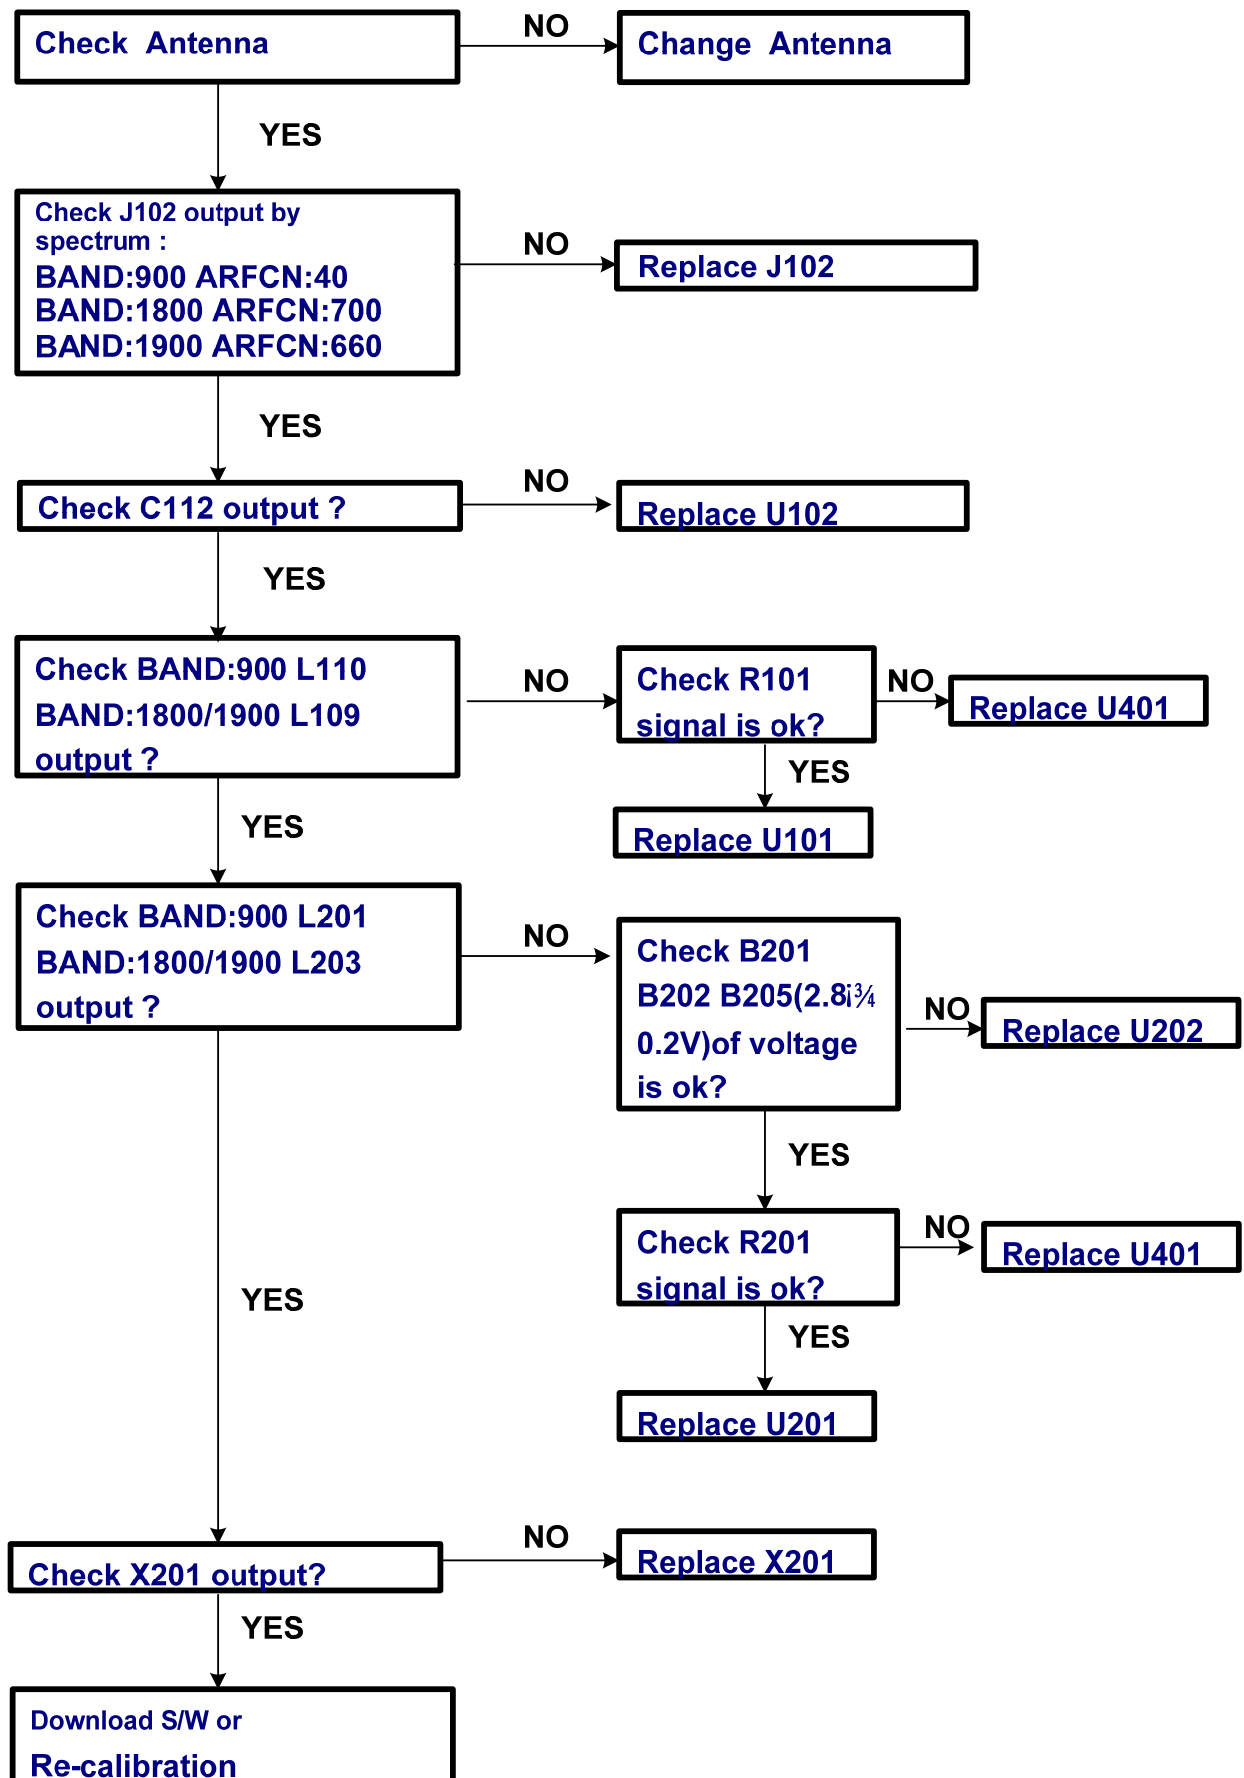 Check Antenna
NO
Change Antenna
YES
Check J102 output by
spectrum :
BAND:900 ARFCN:40
BAND:1800 ARFCN:700
BAND:1900 ARFCN:660
NO
Replace J102
YES
Check C112 output ?
NO
Replace U102
YES
Check BAND:900 L110
BAND:1800/1900 L109
output ?
NO
Check R101
signal is ok?
NO
Replace U401
YES
Replace U101
YES
Check BAND:900 L201
BAND:1800/1900 L203
output ?
NO
Check B201
B202 B205(2.8¡¾
0.2V)of voltage
is ok?
NO
Replace U202
YES
Check R201
signal is ok?
NO
Replace U401
YES
YES
Replace U201
Check X201 output?
NO
Replace X201
YES
Download S/W or
Re-calibration